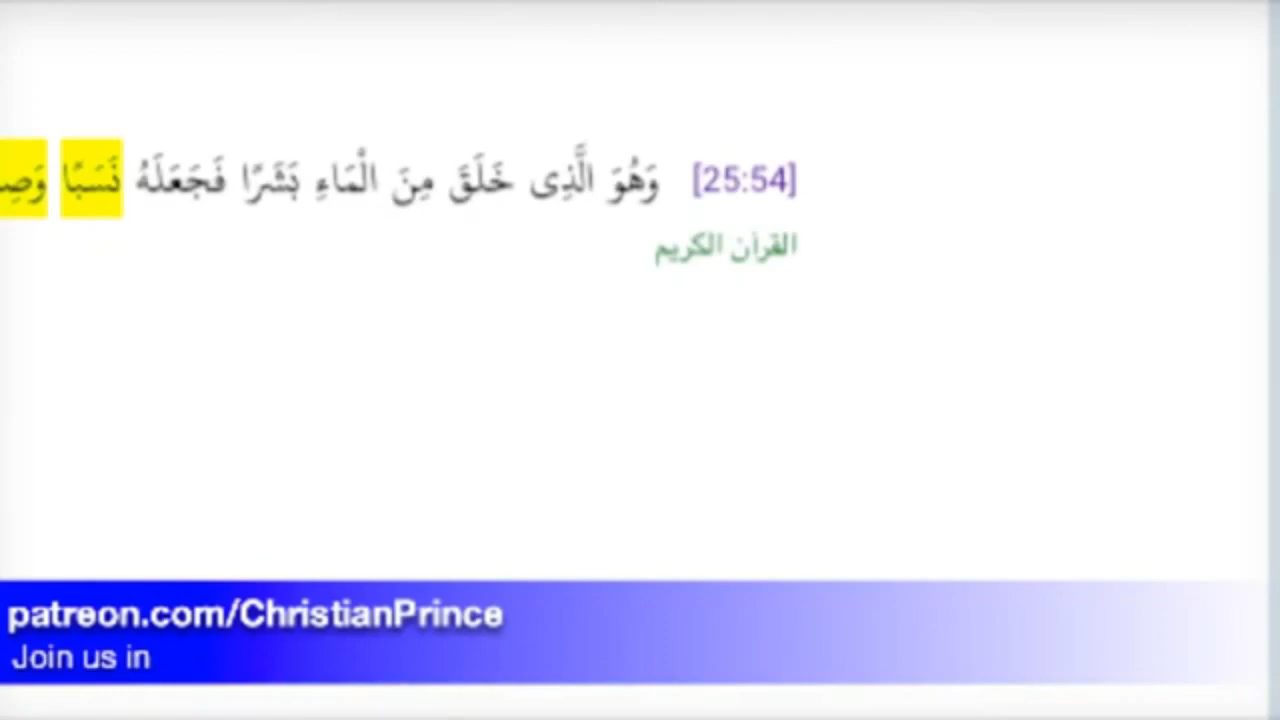 [25:54] وَهُوَ الَّذِى خَلَقَ مِنَ الْمَاءِ بَشَرًا فَجَعَلَهُ نَسَبًا
القرآن الكريم
patreon.com/ChristianPrince
Join us in